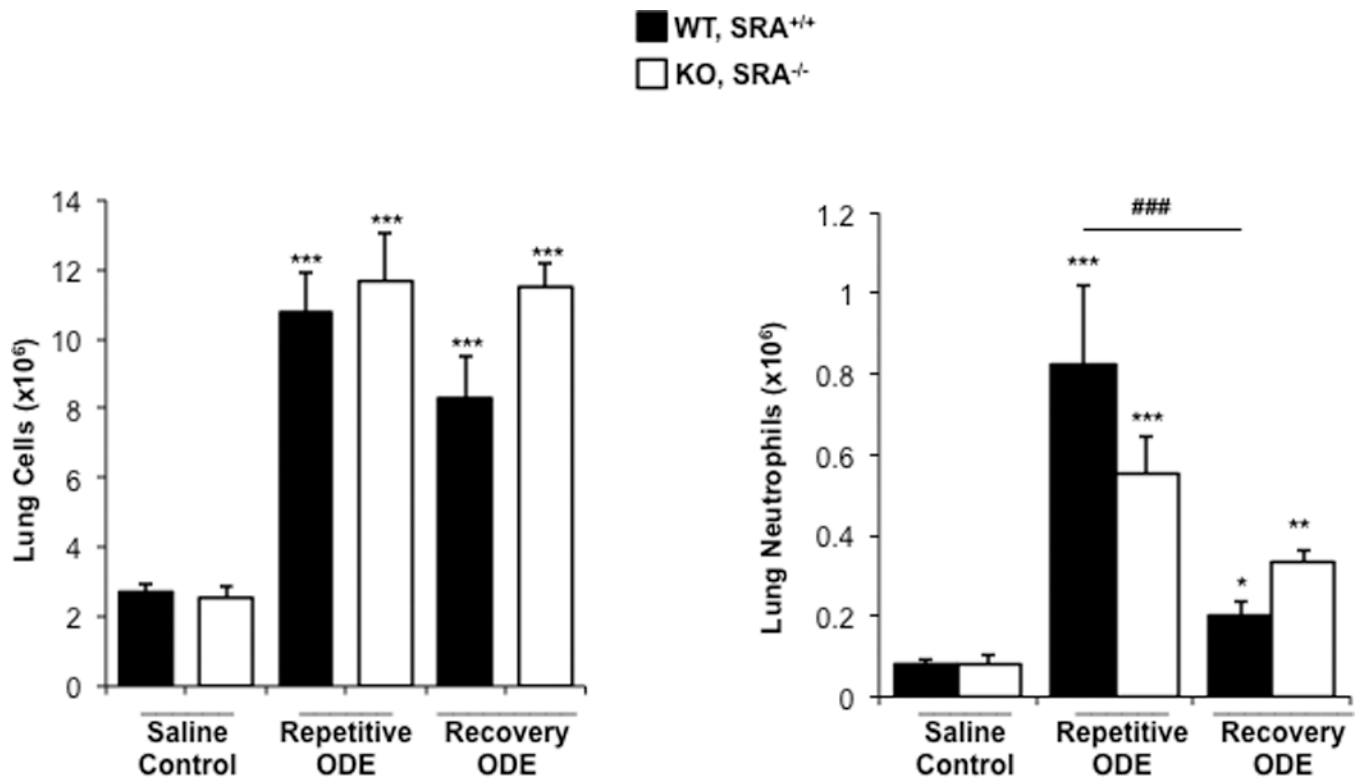 WT, SRA+/+
KO, SRA-/-
Lung Cells (x10⁶)
14
12
10
8
6
4
2
0
***
***
***
***
Saline Control
Repetitive ODE
Recovery ODE
Lung Neutrophils (x10⁶)
1.2
1
0.8
0.6
0.4
0.2
0
###
***
***
*
**
Saline Control
Repetitive ODE
Recovery ODE